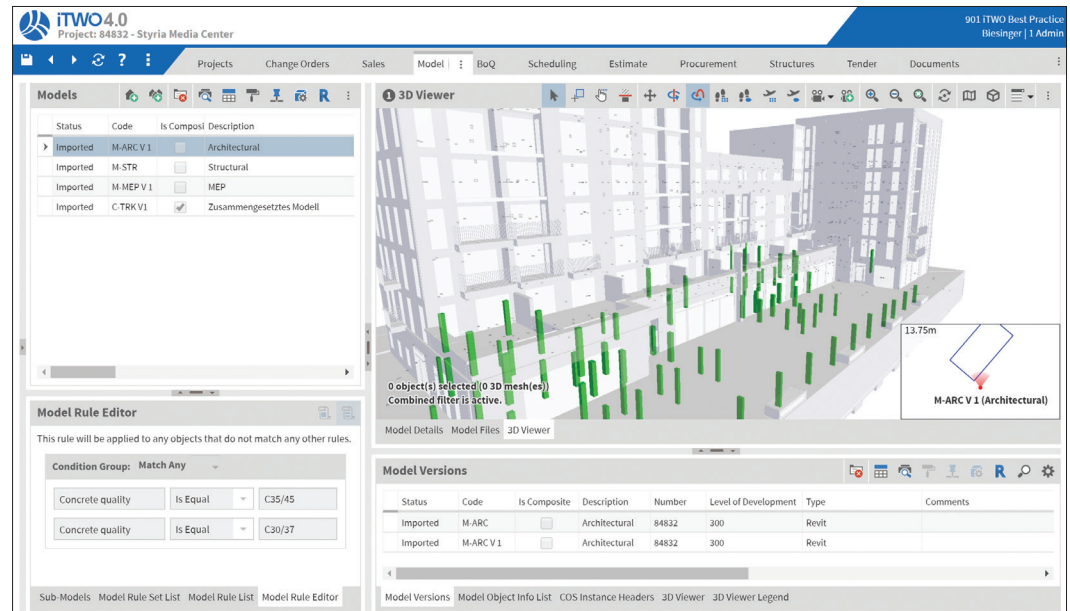 iTWO 4.0
Project: 84832 - Styria Media Center
901 iTWO Best Practice
Biesinger | 1 Admin
Projects Change Orders Sales Model BoQ Scheduling Estimate Procurement Structures Tender Documents
Models
R
Status Code Is Composi Description
Imported M-ARC V 1 Architectural
Imported M-STR Structural
Imported M-MEP V 1 MEP
Imported C-TRK V1 Zusammengesetztes Modell
1 3D Viewer
13.75m
M-ARC V 1 (Architectural)
0 object(s) selected (0 3D mesh(es))
Combined filter is active.
Model Details Model Files 3D Viewer
Model Rule Editor
This rule will be applied to any objects that do not match any other rules.
Condition Group: Match Any
Concrete quality Is Equal C35/45
Concrete quality Is Equal C30/37
Sub-Models Model Rule Set List Model Rule List Model Rule Editor
Model Versions
R
Status Code Is Composite Description Number Level of Development Type Comments
Imported M-ARC Architectural 84832 300 Revit
Imported M-ARC V 1 Architectural 84832 300 Revit
Model Versions Model Object Info List COS Instance Headers 3D Viewer 3D Viewer Legend